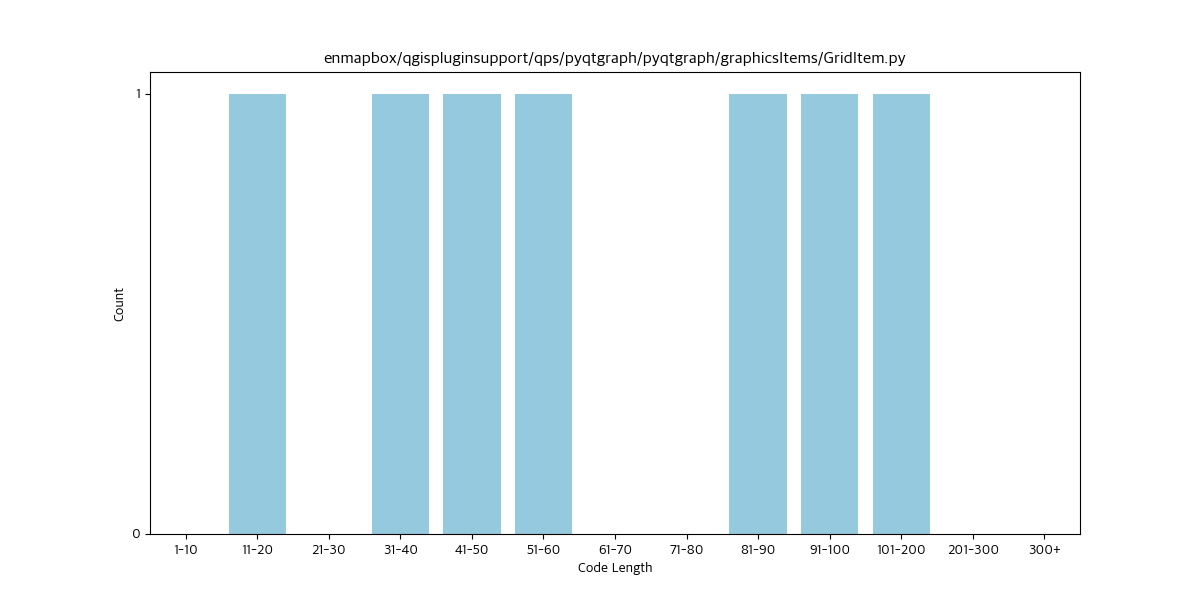 enmapbox/qgispluginsupport/qps/pyqtgraph/pyqtgraph/graphicsItems/GridItem.py
1
Count
0
1-10 11-20 21-30 31-40 41-50 51-60 61-70 71-80 81-90 91-100 101-200 201-300 300+
Code Length